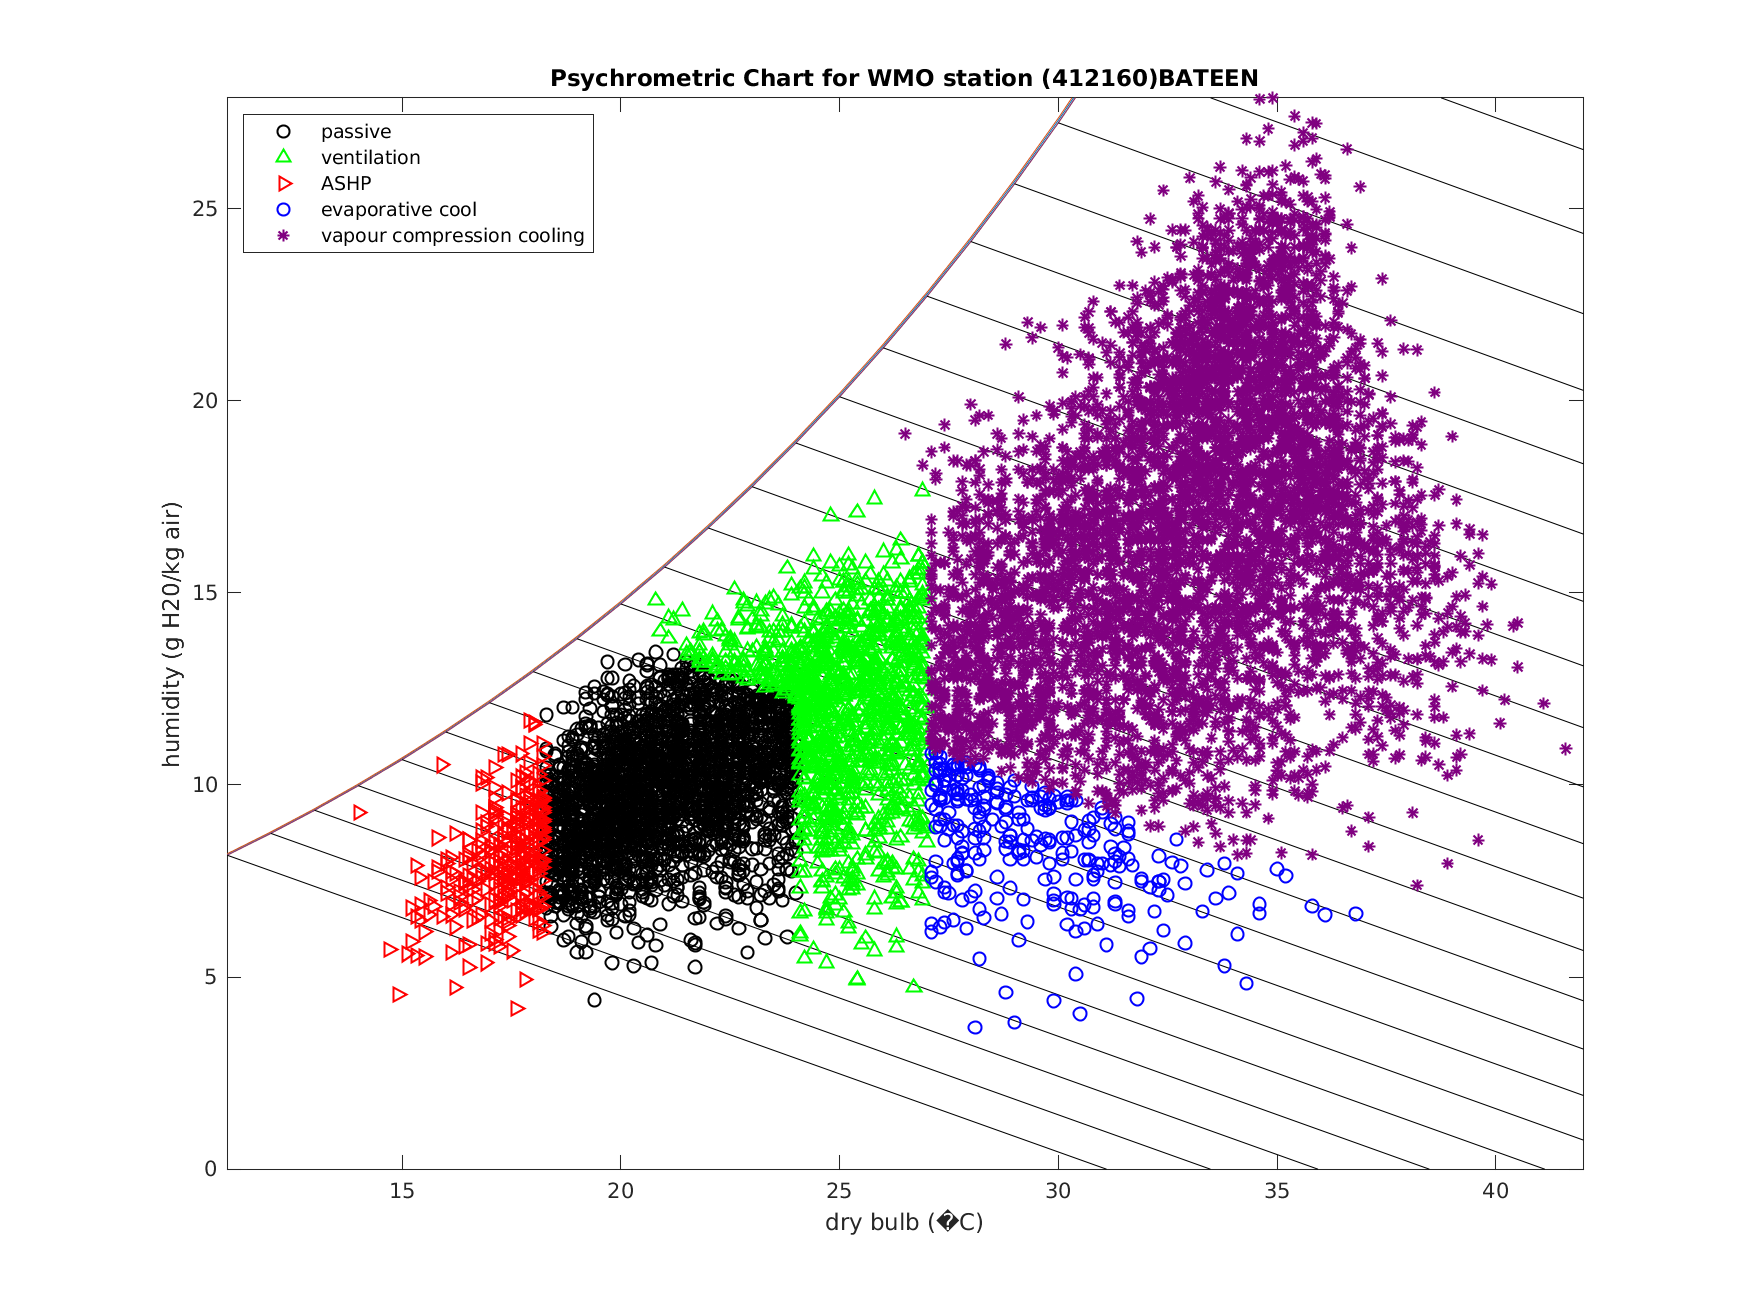 Psychrometric Chart for WMO station (412160)BATEEN
passive
ventilation
ASHP
evaporative cool
vapour compression cooling
humidity (g H20/kg air)
25
20
15
10
5
0
15 20 25 30 35 40
dry bulb (�C)